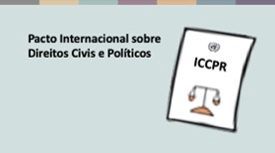 Pacto Internacional sobre
Direitos Civis e Políticos
ICCPR